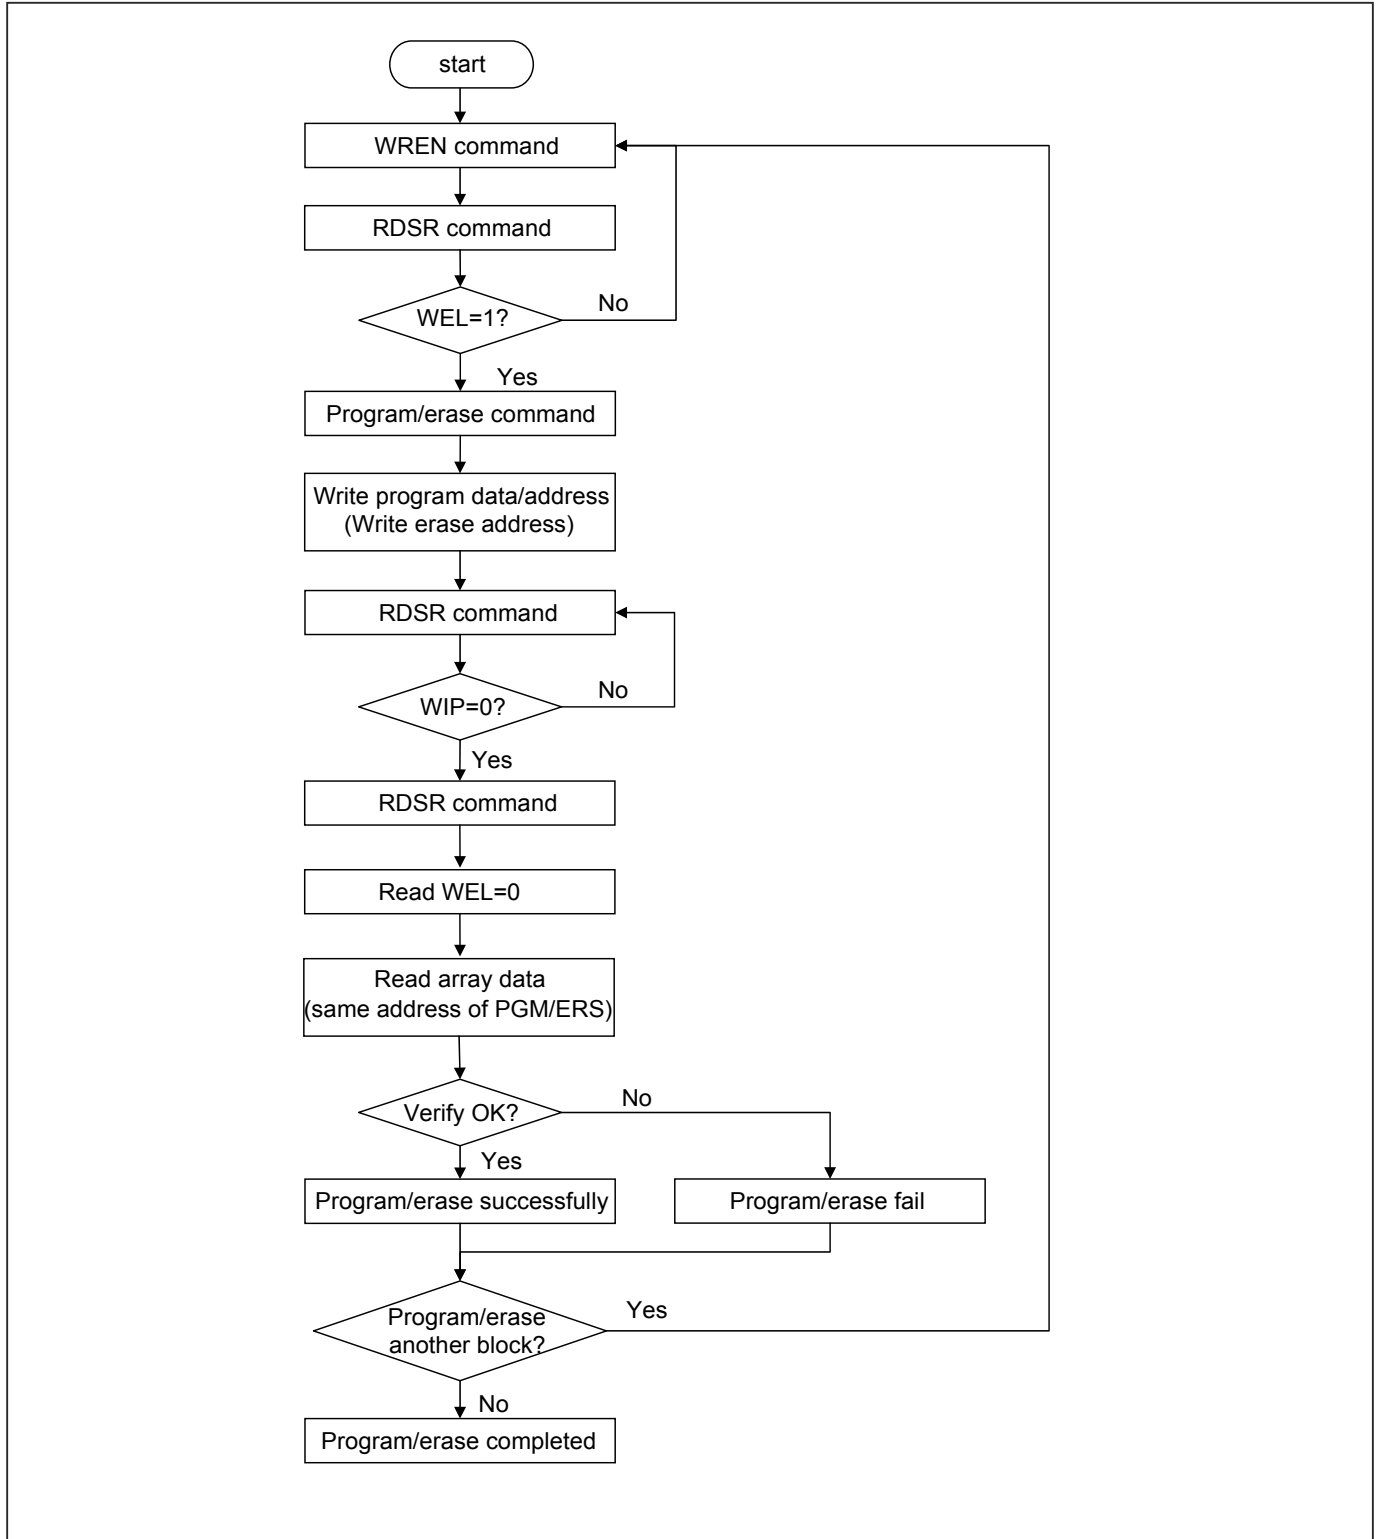 start
WREN command
RDSR command
WEL=1?
No
Yes
Program/erase command
Write program data/address
(Write erase address)
RDSR command
WIP=0?
No
Yes
RDSR command
Read WEL=0
Read array data
(same address of PGM/ERS)
Verify OK?
No
Yes
Program/erase successfully
Program/erase fail
Program/erase
another block?
Yes
No
Program/erase completed